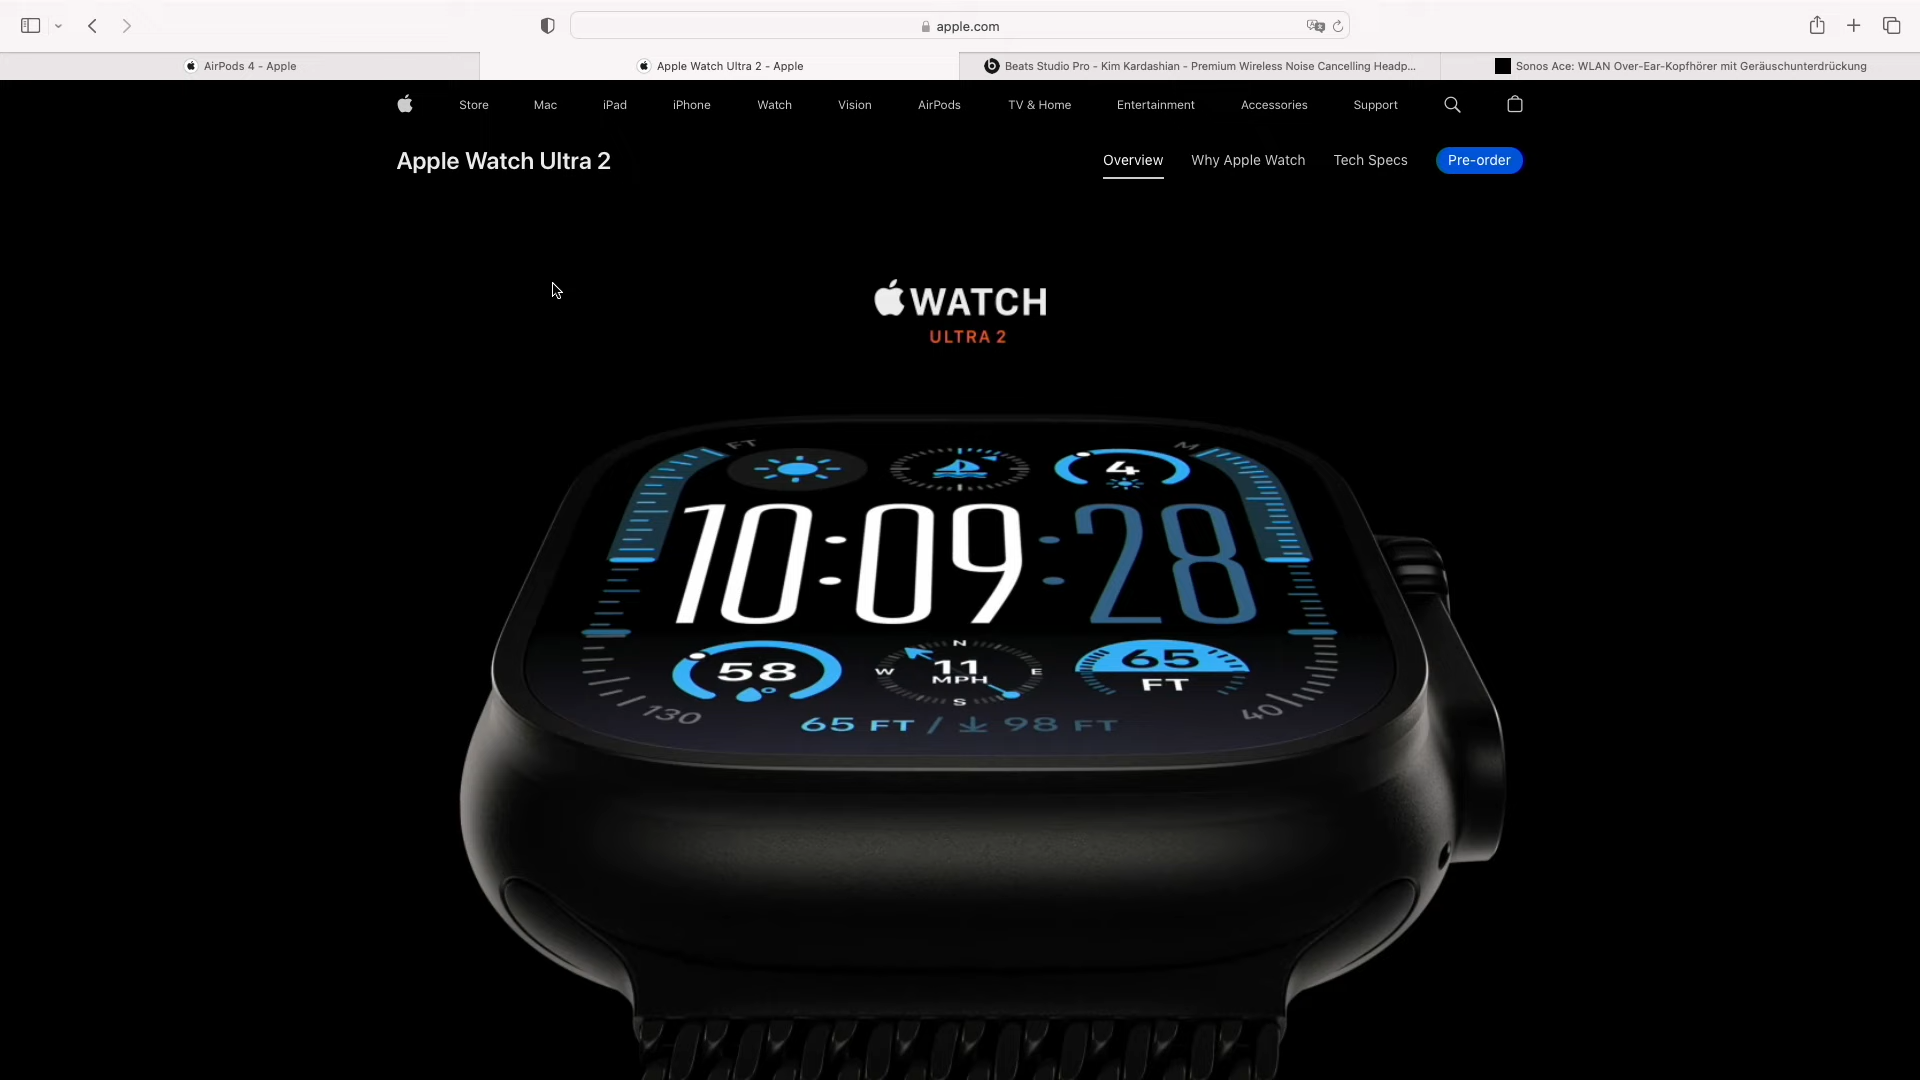 apple.com
AirPods 4 - Apple
Apple Watch Ultra 2 - Apple
Beats Studio Pro - Kim Kardashian - Premium Wireless Noise Cancelling Headp...
Sonos Ace: WLAN Over-Ear-Kopfhörer mit Geräuschunterdrückung
Store Mac iPad iPhone Watch Vision AirPods TV & Home Entertainment Accessories Support
Apple Watch Ultra 2
Overview Why Apple Watch Tech Specs Pre-order
WATCH
ULTRA 2
FT M
4
10:09:28
58
N
W 11 E
MPH
S
65
FT
130 40
65 FT / 98 FT